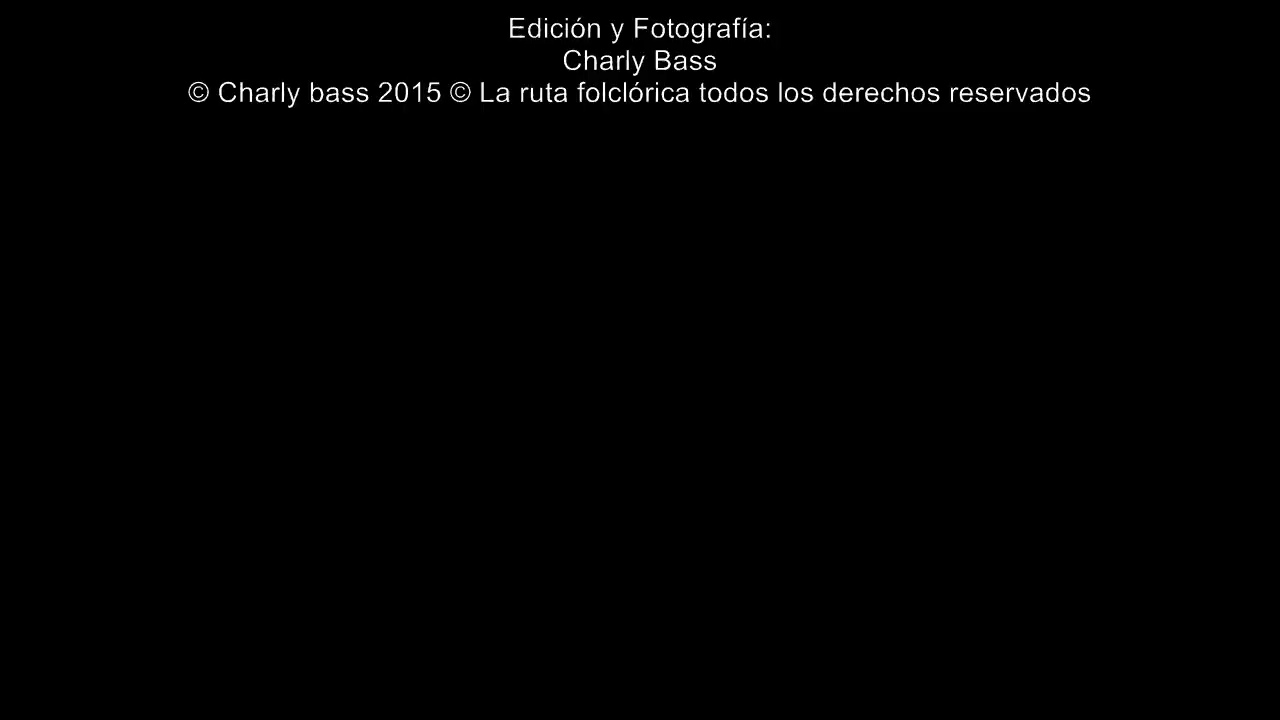 Edición y Fotografía:
Charly Bass
© Charly bass 2015 © La ruta folclórica todos los derechos reservados